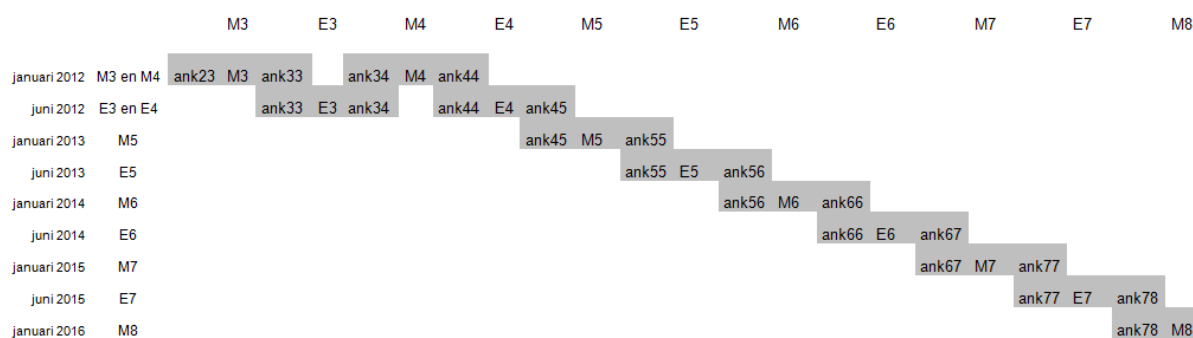 M3 E3 M4 E4 M5 E5 M6 E6 M7 E7 M8
januari 2012 M3 en M4 ank23 M3 ank33 ank34 M4 ank44
juni 2012 E3 en E4 ank33 E3 ank34 ank44 E4 ank45
januari 2013 M5 ank45 M5 ank55
juni 2013 E5 ank55 E5 ank56
januari 2014 M6 ank56 M6 ank66
juni 2014 E6 ank66 E6 ank67
januari 2015 M7 ank67 M7 ank77
juni 2015 E7 ank77 E7 ank78
januari 2016 M8 ank78 M8